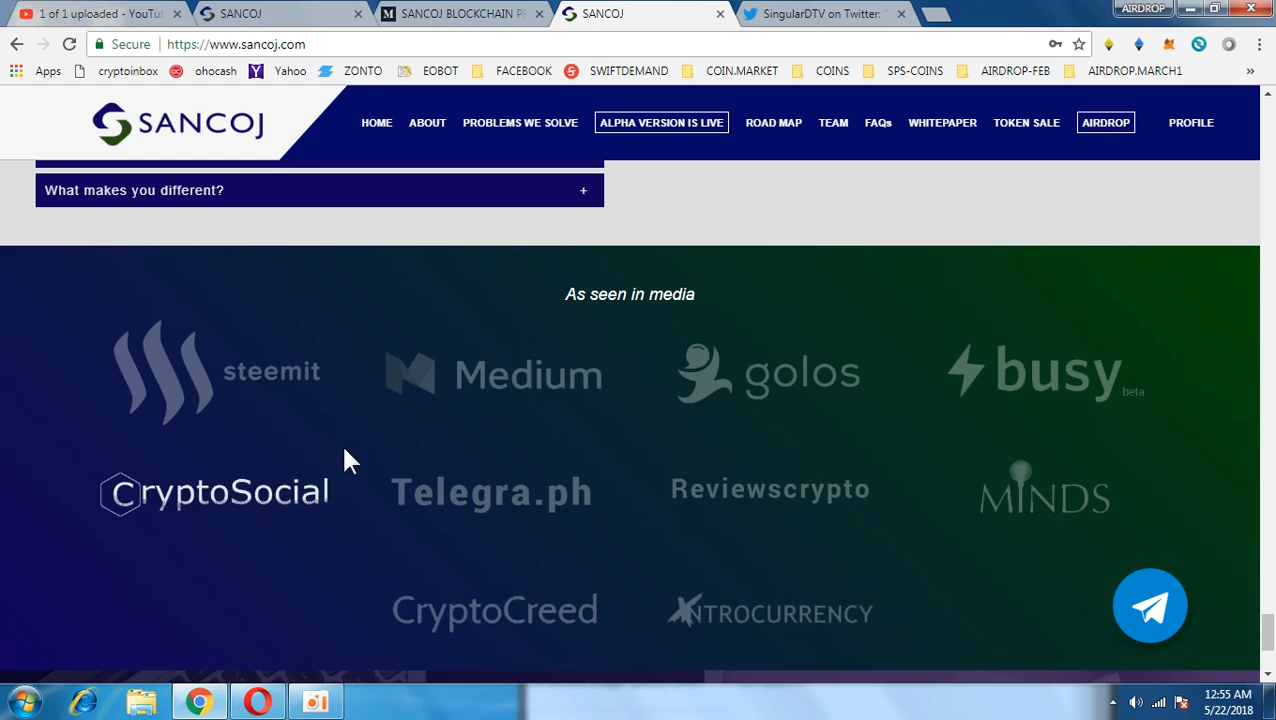 1 of 1 uploaded - YouTu
SANCOJ
SANCOJ BLOCKCHAIN PR
SANCOJ
SingularDTV on Twitter: "
AIRDROP
Secure
https://www.sancoj.com
Apps
cryptoinbox
ohocash
Yahoo
ZONTO
EOBOT
FACEBOOK
SWIFTDEMAND
COIN.MARKET
COINS
SPS-COINS
AIRDROP-FEB
AIRDROP.MARCH1
»
SANCOJ
HOME
ABOUT
PROBLEMS WE SOLVE
ALPHA VERSION IS LIVE
ROAD MAP
TEAM
FAQs
WHITEPAPER
TOKEN SALE
AIRDROP
PROFILE
What makes you different?
+
As seen in media
steemit
Medium
golos
busy
beta
CryptoSocial
Telegra.ph
Reviewscrypto
MINDS
CryptoCreed
XNTROCURRENCY
12:55 AM
5/22/2018